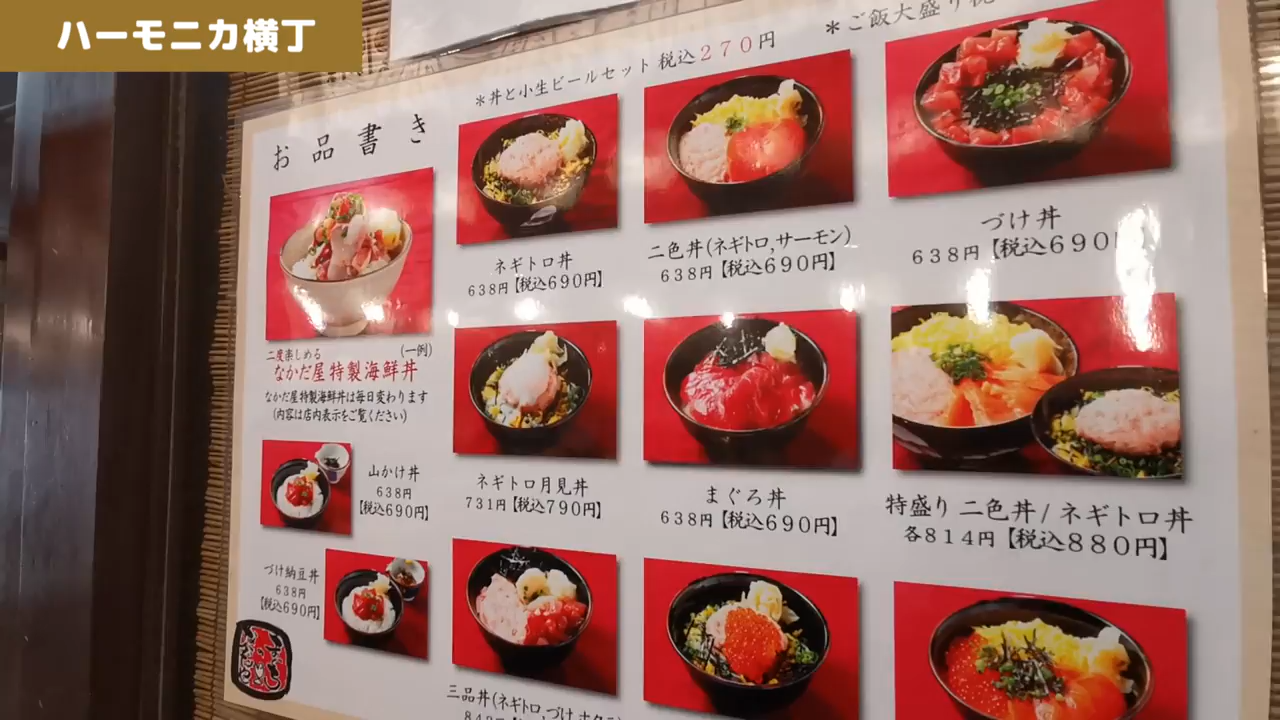 ハーモニカ横丁
*丼と小生ビールセット 税込270円
*ご飯大盛り
お品書き
二度楽しめる (一例)
なかだ屋特製海鮮丼
なかだ屋特製海鮮丼は毎日変わります
(内容は店内表示をご覧ください)
山かけ丼
638円
【税込690円】
づけ納豆丼
638円
【税込690円】
ネギトロ丼
638円【税込690円】
二色丼(ネギトロ,サーモン)
638円【税込690円】
づけ丼
638円【税込690
ネギトロ月見丼
731円【税込790円】
まぐろ丼
638円【税込690円】
特盛り 二色丼/ネギトロ丼
各814円【税込880円】
三品丼(ネギトロ,づけ